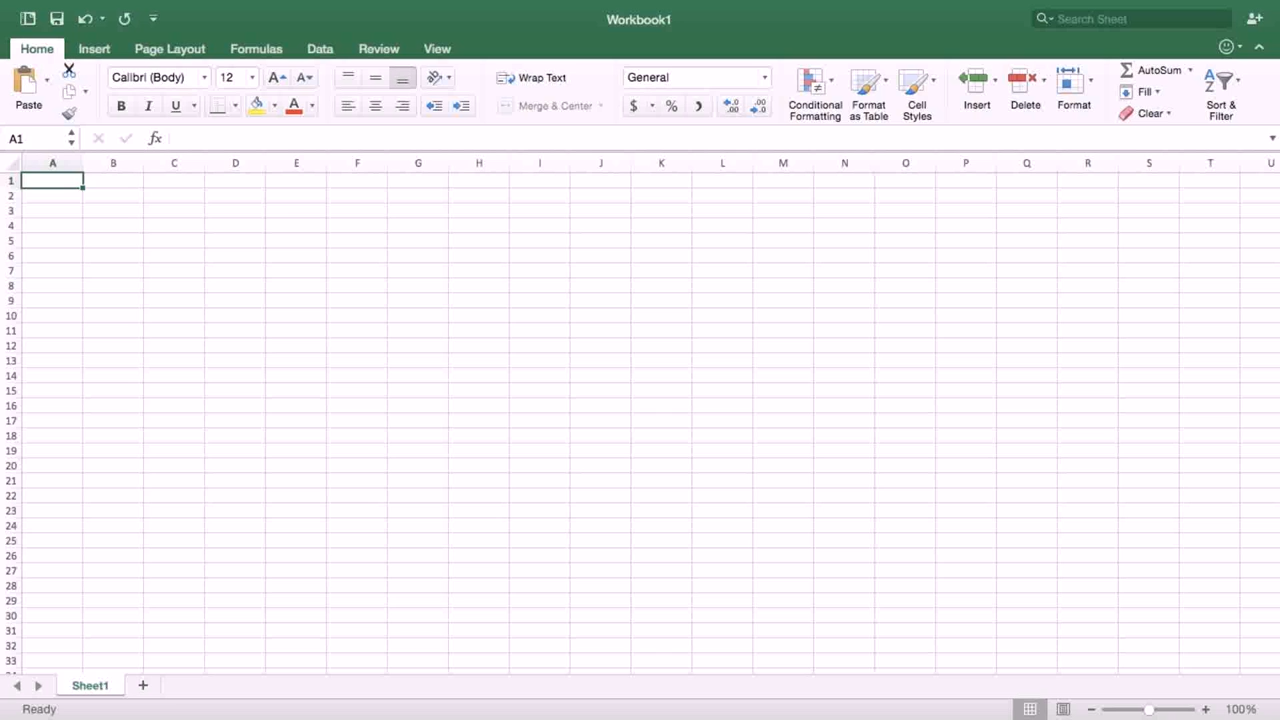 Workbook1
Search Sheet
Home Insert Page Layout Formulas Data Review View
Paste
Calibri (Body) 12
B I U A
Wrap Text
Merge & Center
General
$ %
Conditional Formatting
Format as Table
Cell Styles
Insert
Delete
Format
AutoSum
Fill
Clear
Sort & Filter
A1 fx
A B C D E F G H I J K L M N O P Q R S T U
1
2
3
4
5
6
7
8
9
10
11
12
13
14
15
16
17
18
19
20
21
22
23
24
25
26
27
28
29
30
31
32
33
Sheet1
Ready 100%